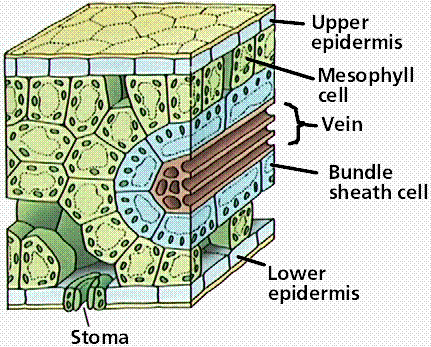 Upper
epidermis
Mesophyll
cell
Vein
Bundle
sheath cell
Lower
epidermis
Stoma